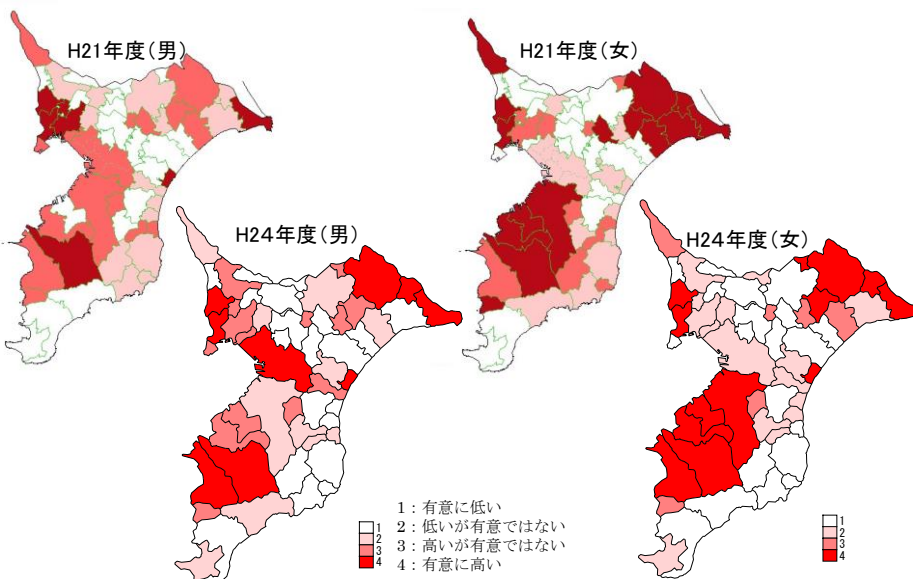 H21年度(男)
H21年度(女)
H24年度(男)
H24年度(女)
1:有意に低い
2:低いが有意ではない
3:高いが有意ではない
4:有意に高い
1
2
3
4
1
2
3
4